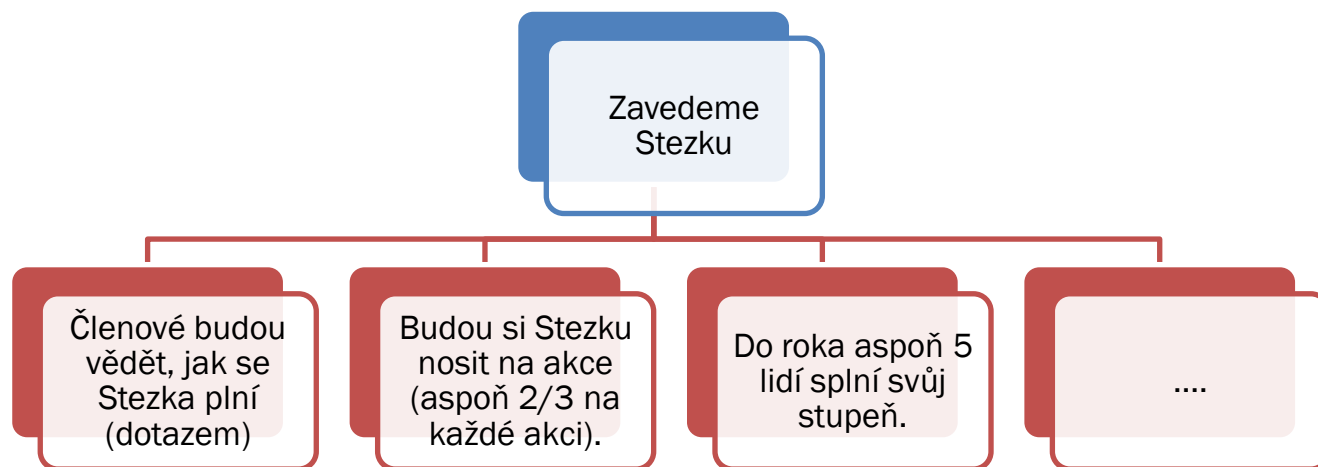 Zavedeme
Stezku
Členové budou
vědět, jak se
Stezka plní
(dotazem)
Budou si Stezku
nosit na akce
(aspoň 2/3 na
každé akci).
Do roka aspoň 5
lidí splní svůj
stupeň.
....